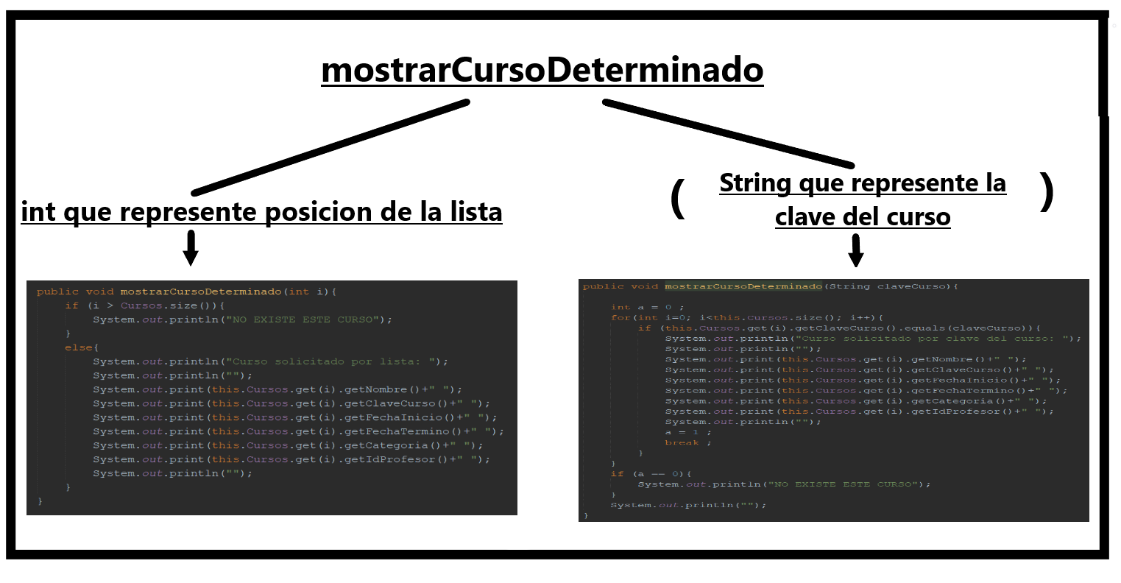 mostrarCursoDeterminado
int que represente posicion de la lista
( String que represente la )
clave del curso
public void mostrarCursoDeterminado(int i){
if (i > Cursos.size()){
System.out.println("NO EXISTE ESTE CURSO");
}
else{
System.out.println("Curso solicitado por lista: ");
System.out.println("");
System.out.print(this.Cursos.get(i).getNombre()+" ");
System.out.print(this.Cursos.get(i).getClaveCurso()+" ");
System.out.print(this.Cursos.get(i).getFechaInicio()+" ");
System.out.print(this.Cursos.get(i).getFechaTermino()+" ");
System.out.print(this.Cursos.get(i).getCategoria()+" ");
System.out.print(this.Cursos.get(i).getIdProfesor()+" ");
System.out.println("");
}
}
public void mostrarCursoDeterminado(String claveCurso){
int a = 0 ;
for(int i=0; i<this.Cursos.size(); i++){
if (this.Cursos.get(i).getClaveCurso().equals(claveCurso)){
System.out.println("Curso solicitado por clave del curso: ");
System.out.println("");
System.out.print(this.Cursos.get(i).getNombre()+" ");
System.out.print(this.Cursos.get(i).getClaveCurso()+" ");
System.out.print(this.Cursos.get(i).getFechaInicio()+" ");
System.out.print(this.Cursos.get(i).getFechaTermino()+" ");
System.out.print(this.Cursos.get(i).getCategoria()+" ");
System.out.print(this.Cursos.get(i).getIdProfesor()+" ");
System.out.println("");
a = 1 ;
break ;
}
}
if (a == 0){
System.out.println("NO EXISTE ESTE CURSO");
}
System.out.println("");
}